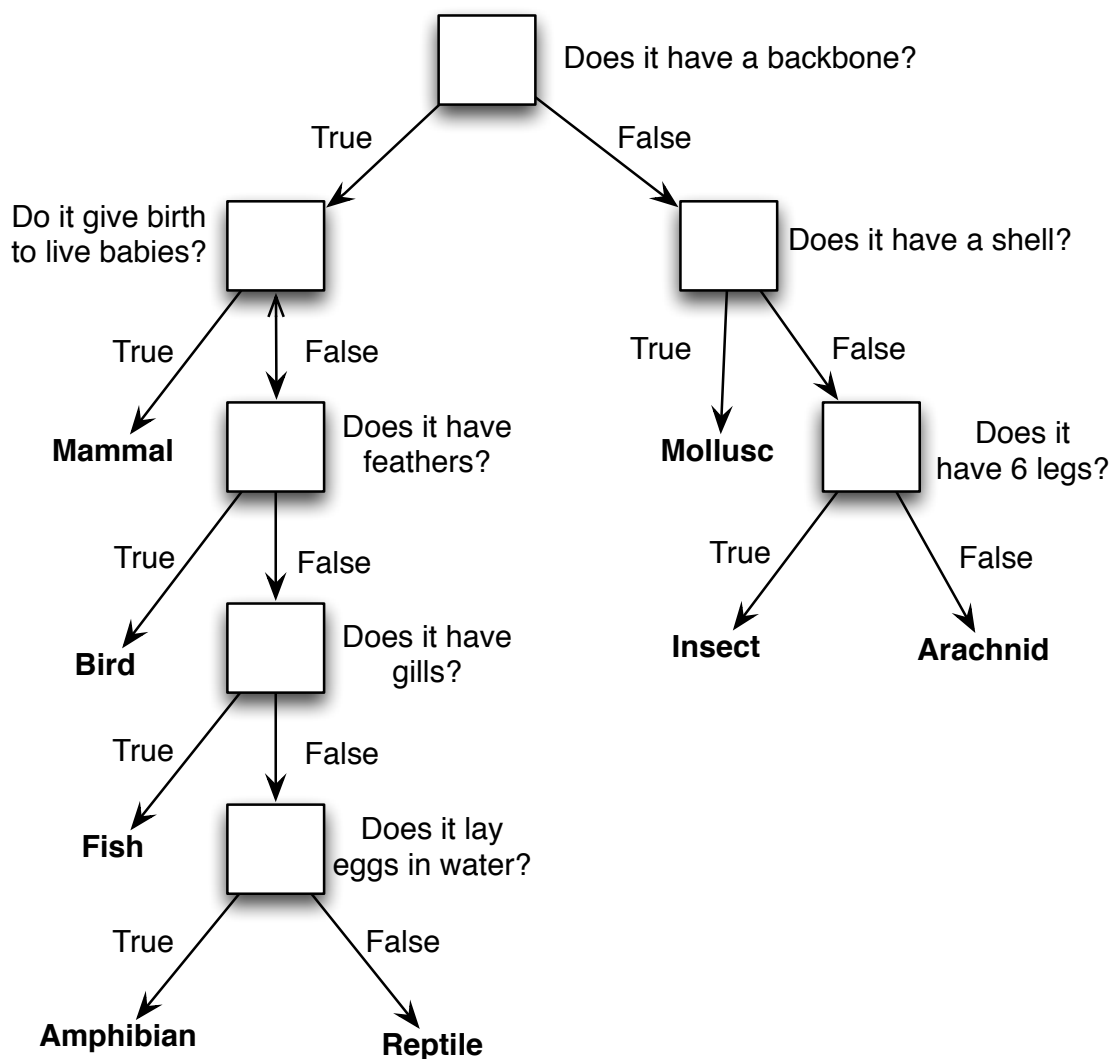 Does it have a backbone?
True
False
Do it give birth
to live babies?
Does it have a shell?
True
False
True
False
Mammal
Does it have
feathers?
Mollusc
Does it
have 6 legs?
True
False
True
False
Bird
Does it have
gills?
Insect
Arachnid
True
False
Fish
Does it lay
eggs in water?
True
False
Amphibian
Reptile